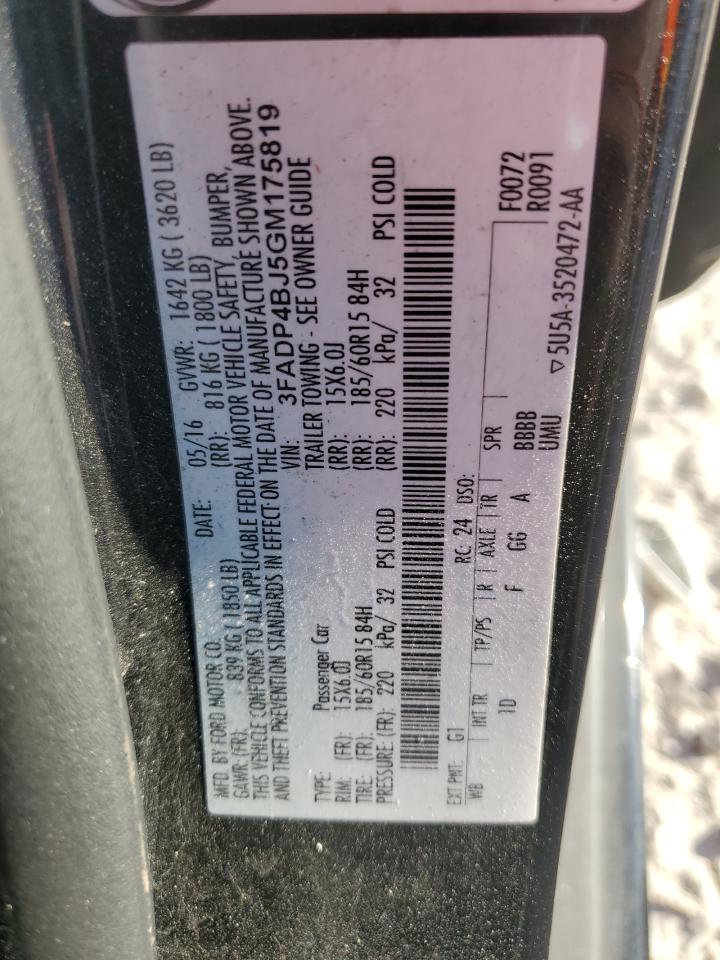 MFD. BY FORD MOTOR CO. DATE: 05/16 GVWR: 1642 KG ( 3620 LB)
GAWR: (FR): 839 KG ( 1850 LB) (RR): 816 KG ( 1800 LB)
THIS VEHICLE CONFORMS TO ALL APPLICABLE FEDERAL MOTOR VEHICLE SAFETY, BUMPER,
AND THEFT PREVENTION STANDARDS IN EFFECT ON THE DATE OF MANUFACTURE SHOWN ABOVE.
VIN: 3FADP4BJ5GM175819
TYPE: Passenger Car TRAILER TOWING - SEE OWNER GUIDE
RIM: (FR): 15X6.0J (RR): 15X6.0J
TIRE: (FR): 185/60R15 84H (RR): 185/60R15 84H
PRESSURE: (FR): 220 kPa/ 32 PSI COLD (RR): 220 kPa/ 32 PSI COLD
EXT PNT: G1 RC: 24 DSO: F0072
R0091
WB INT TR TP/PS R AXLE TR SPR
1D F GG A BBBB
UMU
▽ 5U5A-3520472-AA